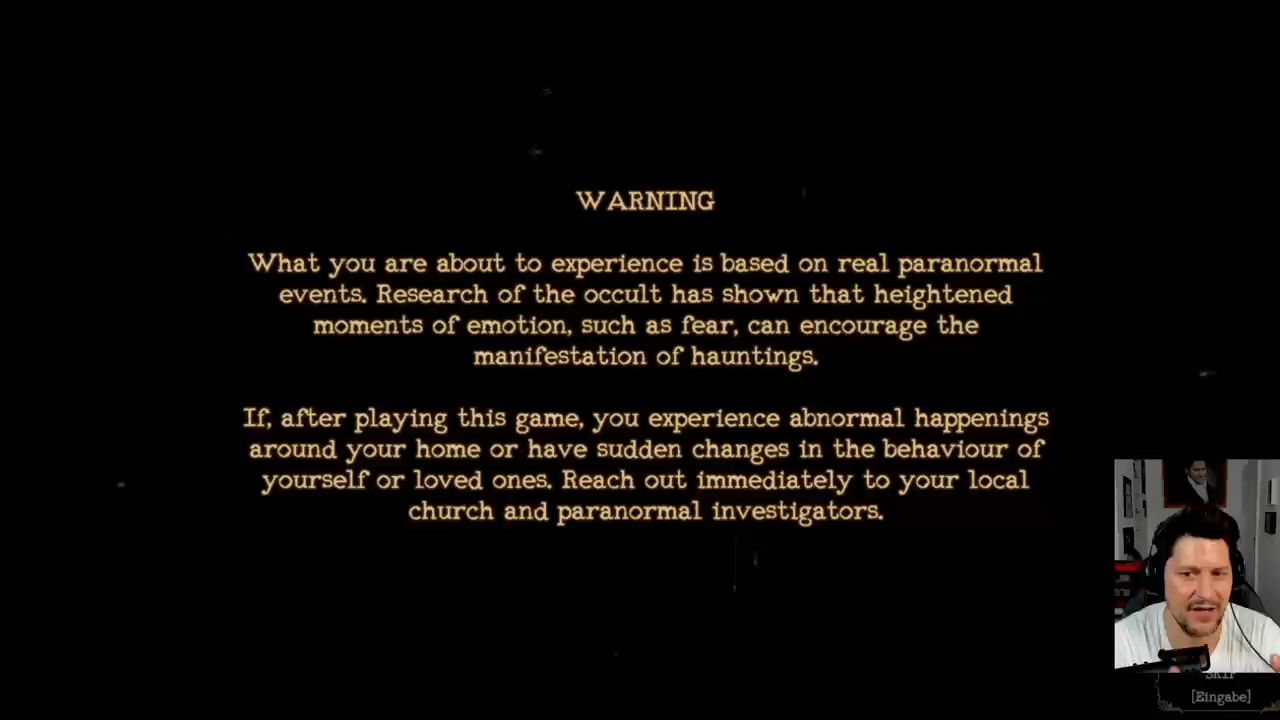 WARNING
What you are about to experience is based on real paranormal
events. Research of the occult has shown that heightened
moments of emotion, such as fear, can encourage the
manifestation of hauntings.
If, after playing this game, you experience abnormal happenings
around your home or have sudden changes in the behaviour of
yourself or loved ones. Reach out immediately to your local
church and paranormal investigators.
SKIP
[Eingabe]